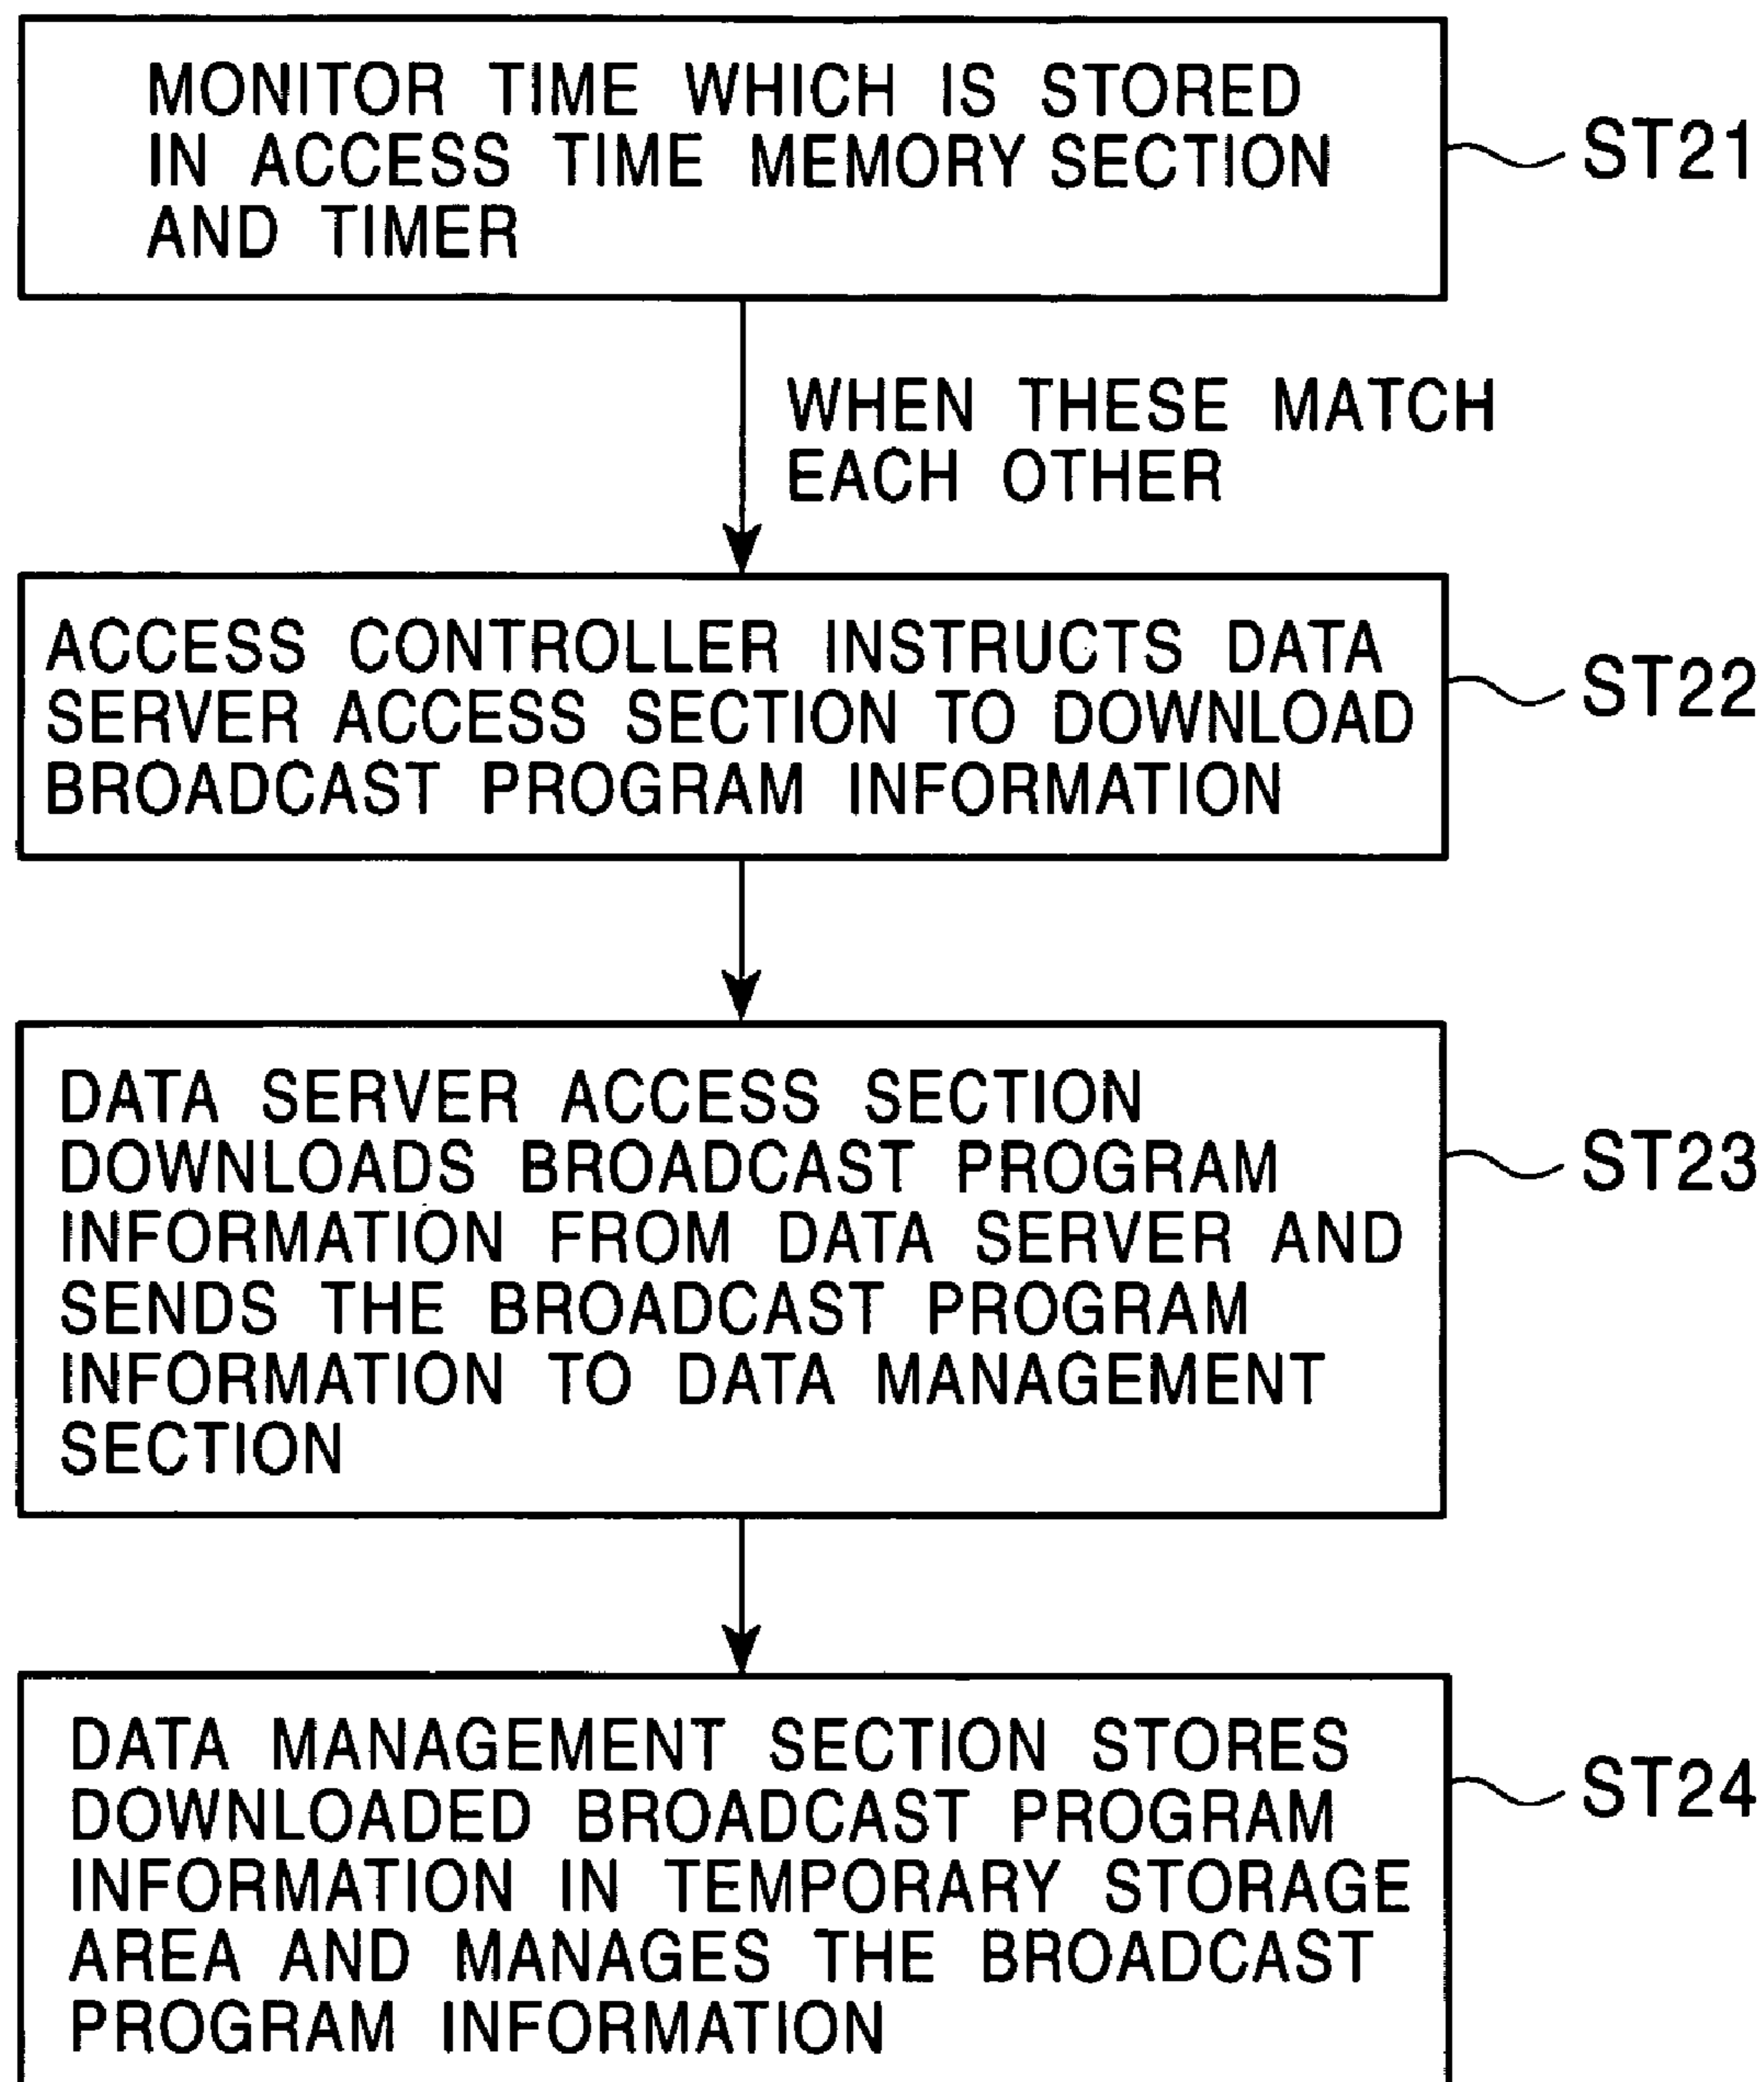 MONITOR TIME WHICH IS STORED
IN ACCESS TIME MEMORY SECTION
AND TIMER
ST21
WHEN THESE MATCH
EACH OTHER
ACCESS CONTROLLER INSTRUCTS DATA
SERVER ACCESS SECTION TO DOWNLOAD
BROADCAST PROGRAM INFORMATION
ST22
DATA SERVER ACCESS SECTION
DOWNLOADS BROADCAST PROGRAM
INFORMATION FROM DATA SERVER AND
SENDS THE BROADCAST PROGRAM
INFORMATION TO DATA MANAGEMENT
SECTION
ST23
DATA MANAGEMENT SECTION STORES
DOWNLOADED BROADCAST PROGRAM
INFORMATION IN TEMPORARY STORAGE
AREA AND MANAGES THE BROADCAST
PROGRAM INFORMATION
ST24